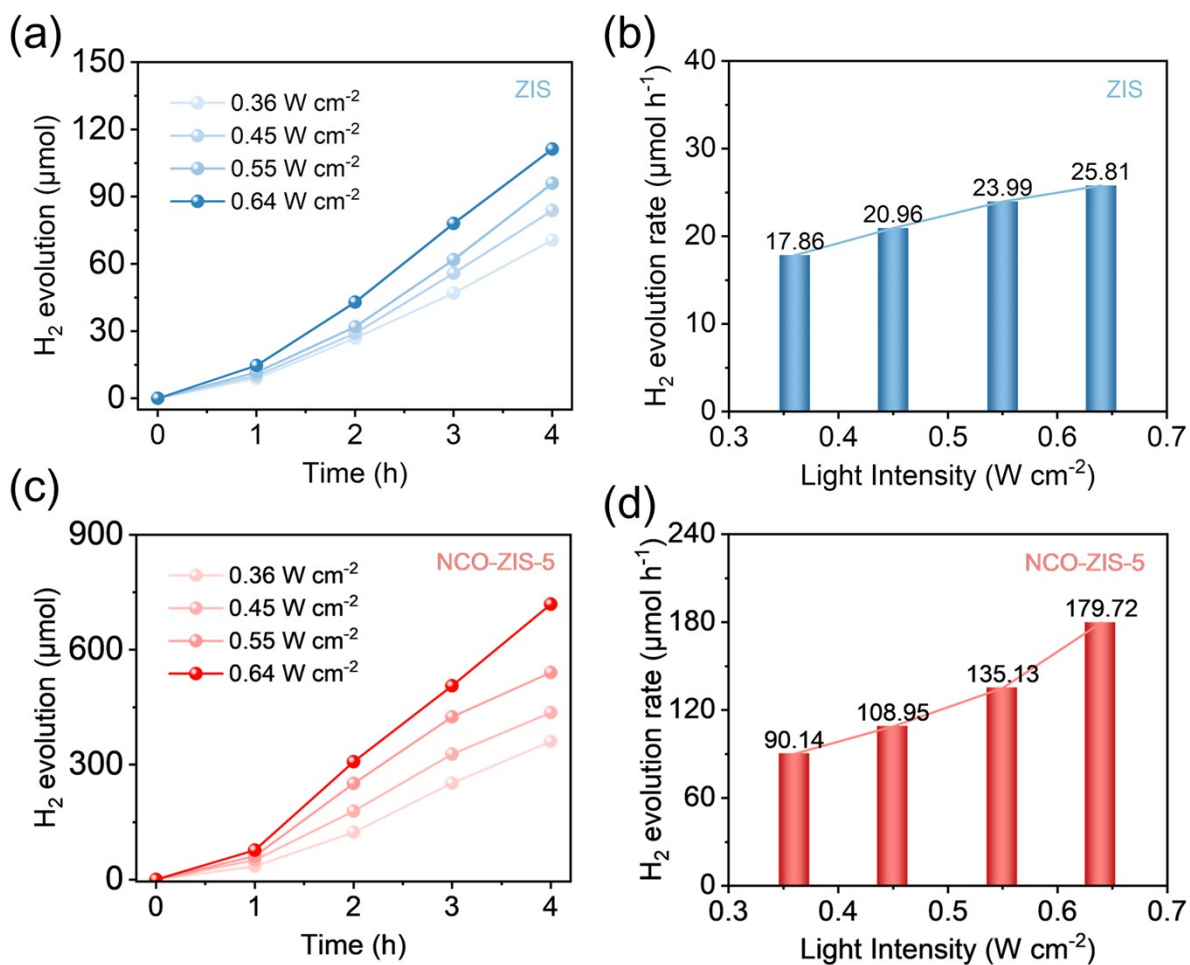 (a)
150
120
90
60
30
0
H₂ evolution (μmol)
ZIS
0.36 W cm⁻²
0.45 W cm⁻²
0.55 W cm⁻²
0.64 W cm⁻²
0 1 2 3 4
Time (h)
(b)
40
30
20
10
0
H₂ evolution rate (μmol h⁻¹)
ZIS
17.86
20.96
23.99
25.81
0.3 0.4 0.5 0.6 0.7
Light Intensity (W cm⁻²)
(c)
900
600
300
0
H₂ evolution (μmol)
NCO-ZIS-5
0.36 W cm⁻²
0.45 W cm⁻²
0.55 W cm⁻²
0.64 W cm⁻²
0 1 2 3 4
Time (h)
(d)
240
180
120
60
0
H₂ evolution rate (μmol h⁻¹)
NCO-ZIS-5
90.14
108.95
135.13
179.72
0.3 0.4 0.5 0.6 0.7
Light Intensity (W cm⁻²)